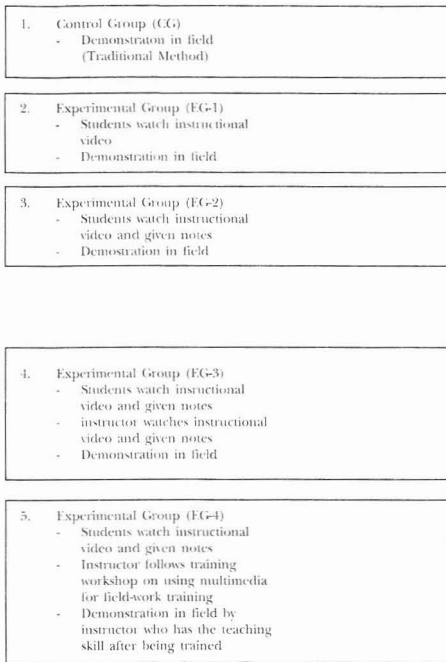 1. Control Group (CG)
- Demonstraton in field
(Traditional Method)
2. Experimental Group (EG-1)
- Students watch instructional
video
- Demonstration in field
3. Experimental Group (EG-2)
- Students watch instructional
video and given notes
- Demostration in field
4. Experimental Group (EG-3)
- Students watch insructional
video and given notes
- instructor watches instructional
video and given notes
- Demonstration in field
5. Experimental Group (EG-4)
- Students watch instructional
video and given notes
- Instructor follows training
workshop on using multimedia
for field-work training
- Demonstration in field by
instructor who has the teaching
skill after being trained